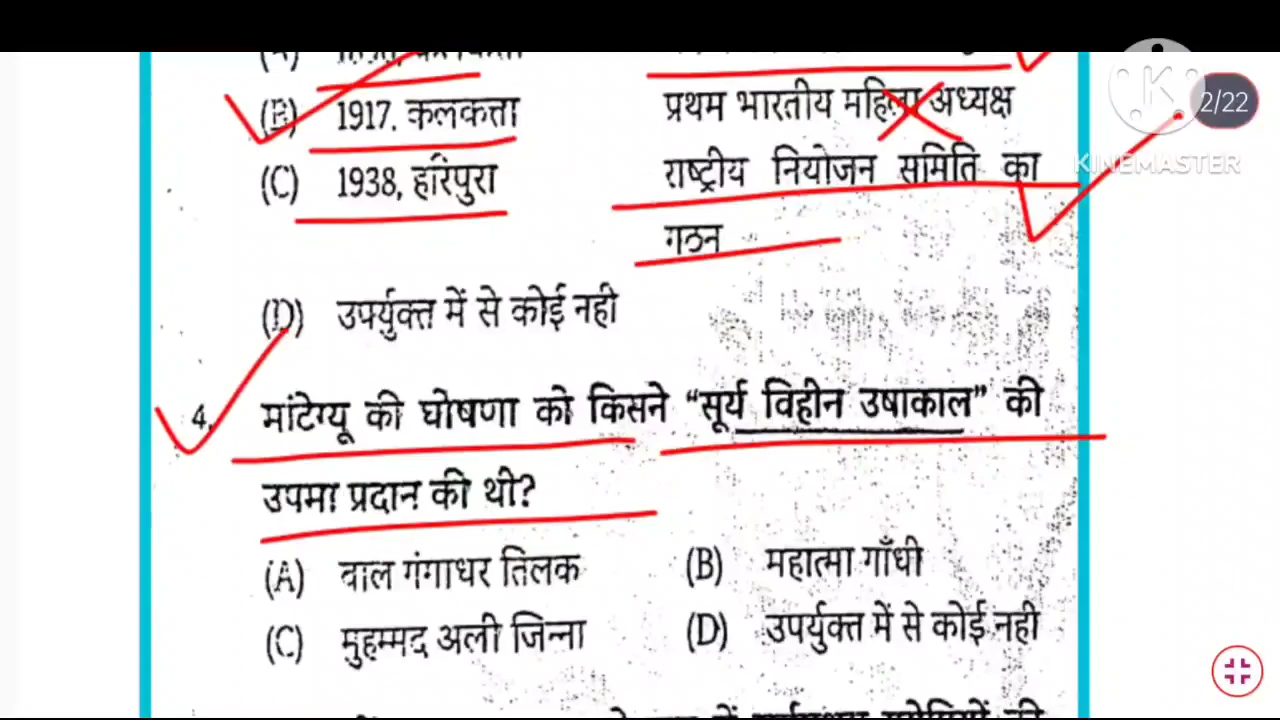 (B) 1917. कलकत्ता प्रथम भारतीय महिला अध्यक्ष
2/22
KINEMASTER
(C) 1938, हरिपुरा राष्ट्रीय नियोजन समिति का
गठन
(D) उपर्युक्त में से कोई नही
4. मांटेग्यू की घोषणा को किसने “सूर्य विहीन उषाकाल” की
उपमा प्रदान की थी?
(A) बाल गंगाधर तिलक (B) महात्मा गाँधी
(C) मुहम्मद अली जिन्ना (D) उपर्युक्त में से कोई नही